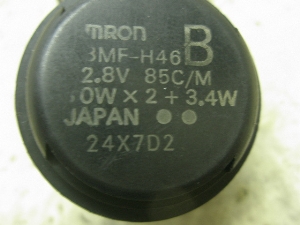 mRon
3MF-H46 B
2.8V 85C/M
0W × 2 + 3.4W
JAPAN
24X7D2